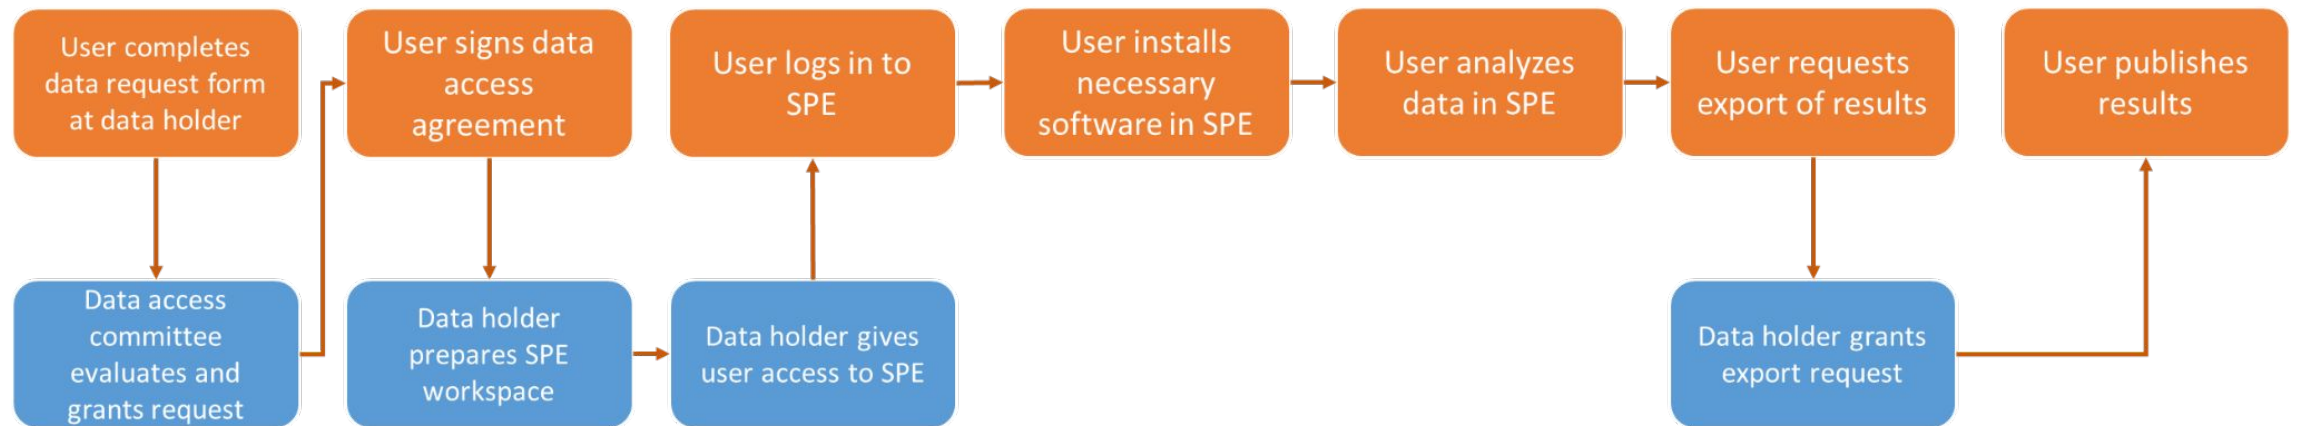 User completes
data request form
at data holder
User signs data
access
agreement
User logs in to
SPE
User installs
necessary
software in SPE
User analyzes
data in SPE
User requests
export of results
User publishes
results
Data access
committee
evaluates and
grants request
Data holder
prepares SPE
workspace
Data holder gives
user access to SPE
Data holder grants
export request